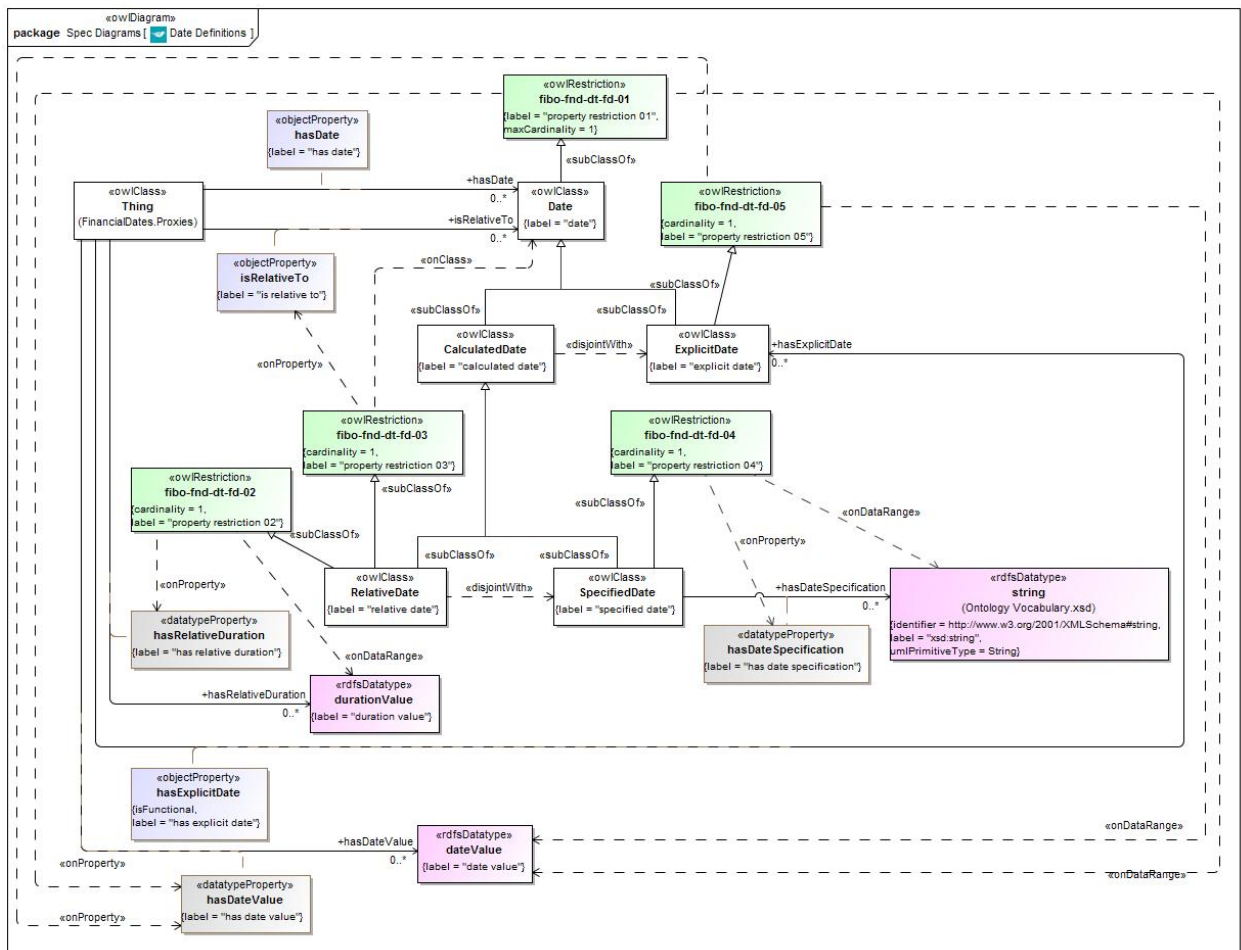 «owlDiagram»
package Spec Diagrams [ Date Definitions ]
«owlRestriction»
fibo-fnd-dt-fd-01
{label = "property restriction 01",
maxCardinality = 1}
«subClassOf»
«objectProperty»
hasDate
{label = "has date"}
«owlClass»
Thing
(FinancialDates.Proxies)
+hasDate
0..*
+isRelativeTo
0..*
«owlClass»
Date
{label = "date"}
«owlRestriction»
fibo-fnd-dt-fd-05
{cardinality = 1,
label = "property restriction 05"}
«objectProperty»
isRelativeTo
{label = "is relative to"}
«onClass»
«subClassOf»
«subClassOf»
«subClassOf»
«owlClass»
CalculatedDate
{label = "calculated date"}
«disjointWith»
«owlClass»
ExplicitDate
{label = "explicit date"}
+hasExplicitDate
0..*
«onProperty»
«owlRestriction»
fibo-fnd-dt-fd-03
{cardinality = 1,
label = "property restriction 03"}
«owlRestriction»
fibo-fnd-dt-fd-04
{cardinality = 1,
label = "property restriction 04"}
«owlRestriction»
fibo-fnd-dt-fd-02
{cardinality = 1,
label = "property restriction 02"}
«subClassOf»
«subClassOf»
«onDataRange»
«subClassOf»
«subClassOf»
«subClassOf»
«onProperty»
«onProperty»
«owlClass»
RelativeDate
{label = "relative date"}
«disjointWith»
«owlClass»
SpecifiedDate
{label = "specified date"}
+hasDateSpecification
0..*
«rdfsDatatype»
string
(Ontology Vocabulary.xsd)
{identifier = http://www.w3.org/2001/XMLSchema#string,
label = "xsd:string",
umlPrimitiveType = String}
«datatypeProperty»
hasRelativeDuration
{label = "has relative duration"}
«datatypeProperty»
hasDateSpecification
{label = "has date specification"}
«onDataRange»
+hasRelativeDuration
0..*
«rdfsDatatype»
durationValue
{label = "duration value"}
«objectProperty»
hasExplicitDate
{isFunctional,
label = "has explicit date"}
+hasDateValue
0..*
«rdfsDatatype»
dateValue
{label = "date value"}
«onDataRange»
«onDataRange»
«onProperty»
«datatypeProperty»
hasDateValue
{label = "has date value"}
«onProperty»